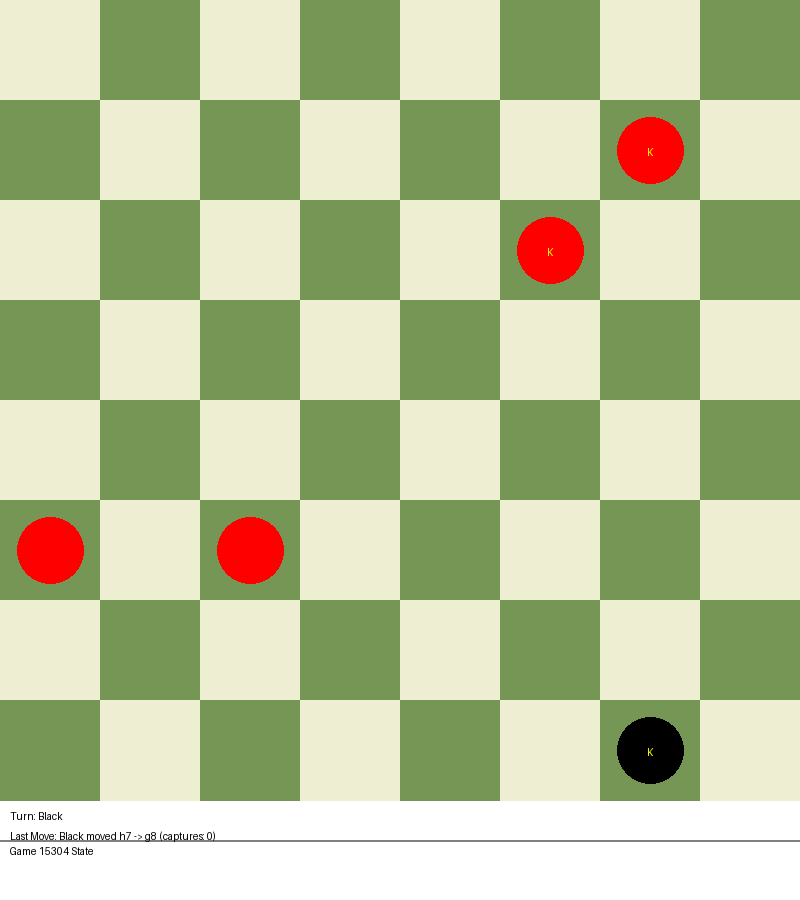 K
K
K
Turn: Black
Last Move: Black moved h7 -> g8 (captures: 0)
Game 15304 State